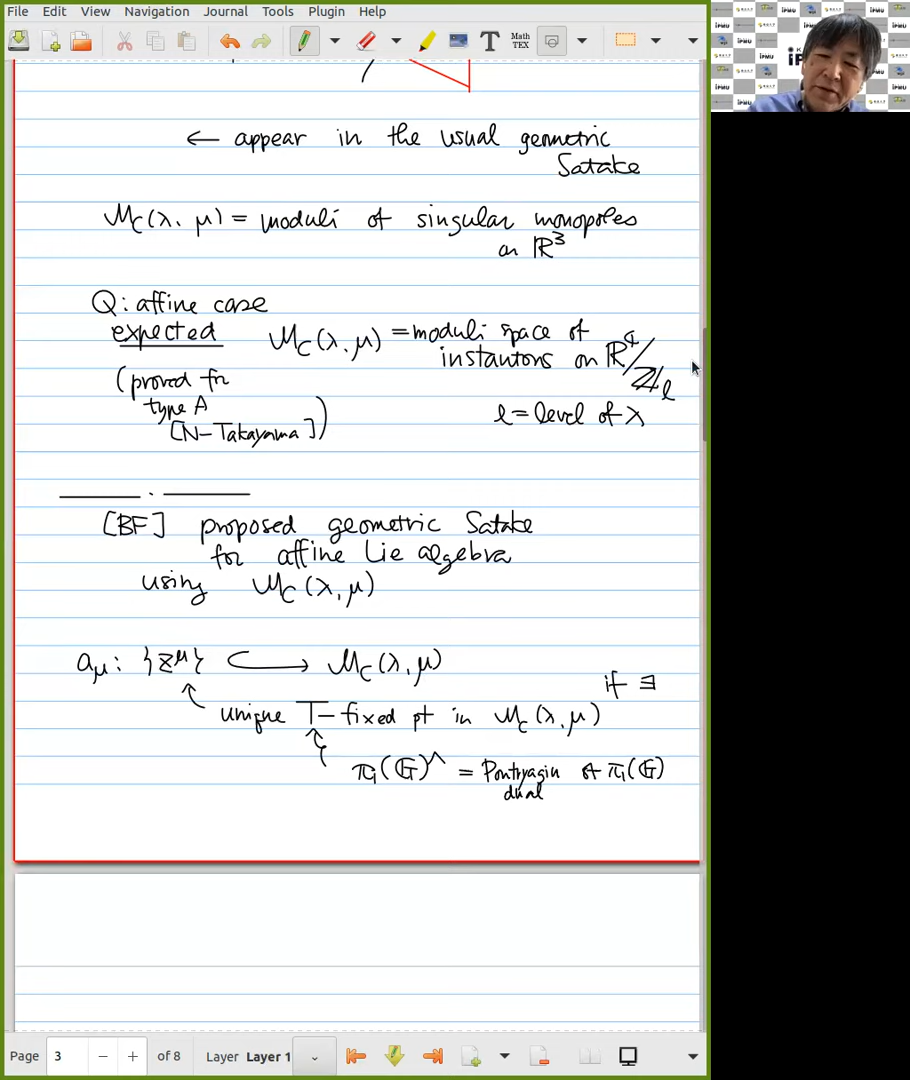 File Edit View Navigation Journal Tools Plugin Help
T Math TEX
← appear in the usual geometric
Satake
M_C(λ, μ) = moduli of singular monopoles
on ℝ³
Q: affine case
expected M_C(λ, μ) = moduli space of
instantons on ℝ⁴/ℤ_ℓ
(proved for
type A
ℓ = level of λ
[N-Takayama])
[BF] proposed geometric Satake
for affine Lie algebra
using M_C(λ, μ)
a_μ: {z^μ} ↪ M_C(λ, μ)
if ∃
unique T-fixed pt in M_C(λ, μ)
π₁(G)^ = Pontryagin of π₁(G)
dual
Page 3 − + of 8 Layer Layer 1